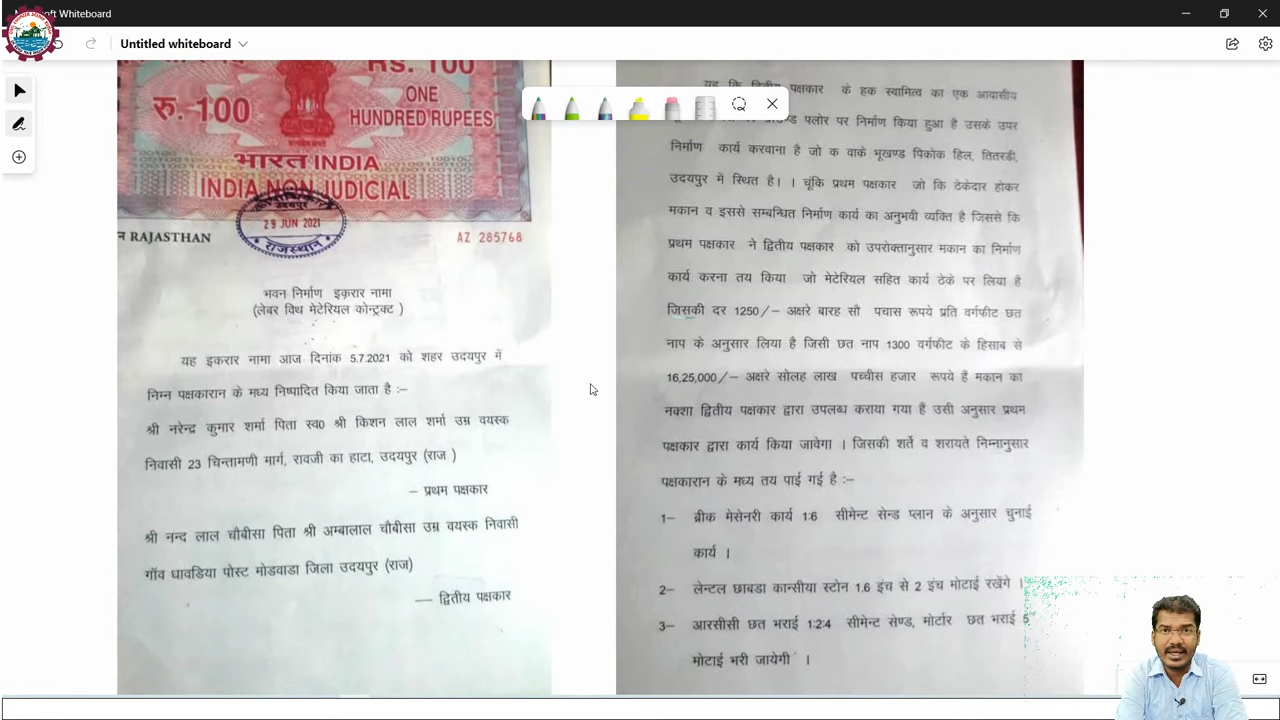 Whiteboard
Untitled whiteboard
RS. 100
रु. 100
ONE
HUNDRED RUPEES
भारत INDIA
INDIA NON JUDICIAL
उदयपुर
29 JUN 2021
राजस्थान
न RAJASTHAN
AZ 285768
भवन निर्माण इकरार नामा
(लेबर विथ मेटेरियल कोन्ट्रक्ट )
यह इकरार नामा आज दिनांक 5.7.2021 को शहर उदयपुर में
निम्न पक्षकारान के मध्य निष्पादित किया जाता है :–
श्री नरेन्द्र कुमार शर्मा पिता स्व0 श्री किशन लाल शर्मा उम्र वयस्क
निवासी 23 चिन्तामणी मार्ग, रावजी का हाटा, उदयपुर (राज )
– प्रथम पक्षकार
श्री नन्द लाल चौबीसा पिता श्री अम्बालाल चौबीसा उम्र वयस्क निवासी
गॉव धावडिया पोस्ट मोडवाडा जिला उदयपुर (राज)
— द्वितीय पक्षकार
यह कि द्वितीय पक्षकार के हक स्वामित्व का एक आवासीय
फ्लोर पर निर्माण किया हुआ है उसके उपर
निर्माण कार्य करवाना है जो क वाके भूखण्ड पिकोक हिल, तितरडी,
उदयपुर में स्थित है। । चूंकि प्रथम पक्षकार जो कि ठेकेदार होकर
मकान व इससे सम्बन्धित निर्माण कार्य का अनुभवी व्यक्ति है जिससे कि
प्रथम पक्षकार ने द्वितीय पक्षकार को उपरोक्तानुसार मकान का निर्माण
कार्य करना तय किया जो मेटेरियल सहित कार्य ठेके पर लिया है
जिसकी दर 1250/– अक्षरे बारह सौ पचास रूपये प्रति वर्गफीट छत
नाप के अनुसार लिया है जिसी छत नाप 1300 वर्गफीट के हिसाब से
16,25,000/– अक्षरे सोलह लाख पच्चीस हजार रूपये हैं मकान का
नक्शा द्वितीय पक्षकार द्वारा उपलब्ध कराया गया है उसी अनुसार प्रथम
पक्षकार द्वारा कार्य किया जावेगा । जिसकी शर्ते व शरायते निम्नानुसार
पक्षकारान के मध्य तय पाई गई है :–
1– ब्रीक मेसेनरी कार्य 1:6 सीमेन्ट सेन्ड प्लान के अनुसार चुनाई
कार्य ।
2– लेन्टल छाबडा कान्सीया स्टोन 1.6 इंच से 2 इंच मोटाई रखेंगे ।
3– आरसीसी छत भराई 1:2:4 सीमेन्ट सेण्ड, मोर्टार छत भराई 5"
मोटाई भरी जायेगी ।